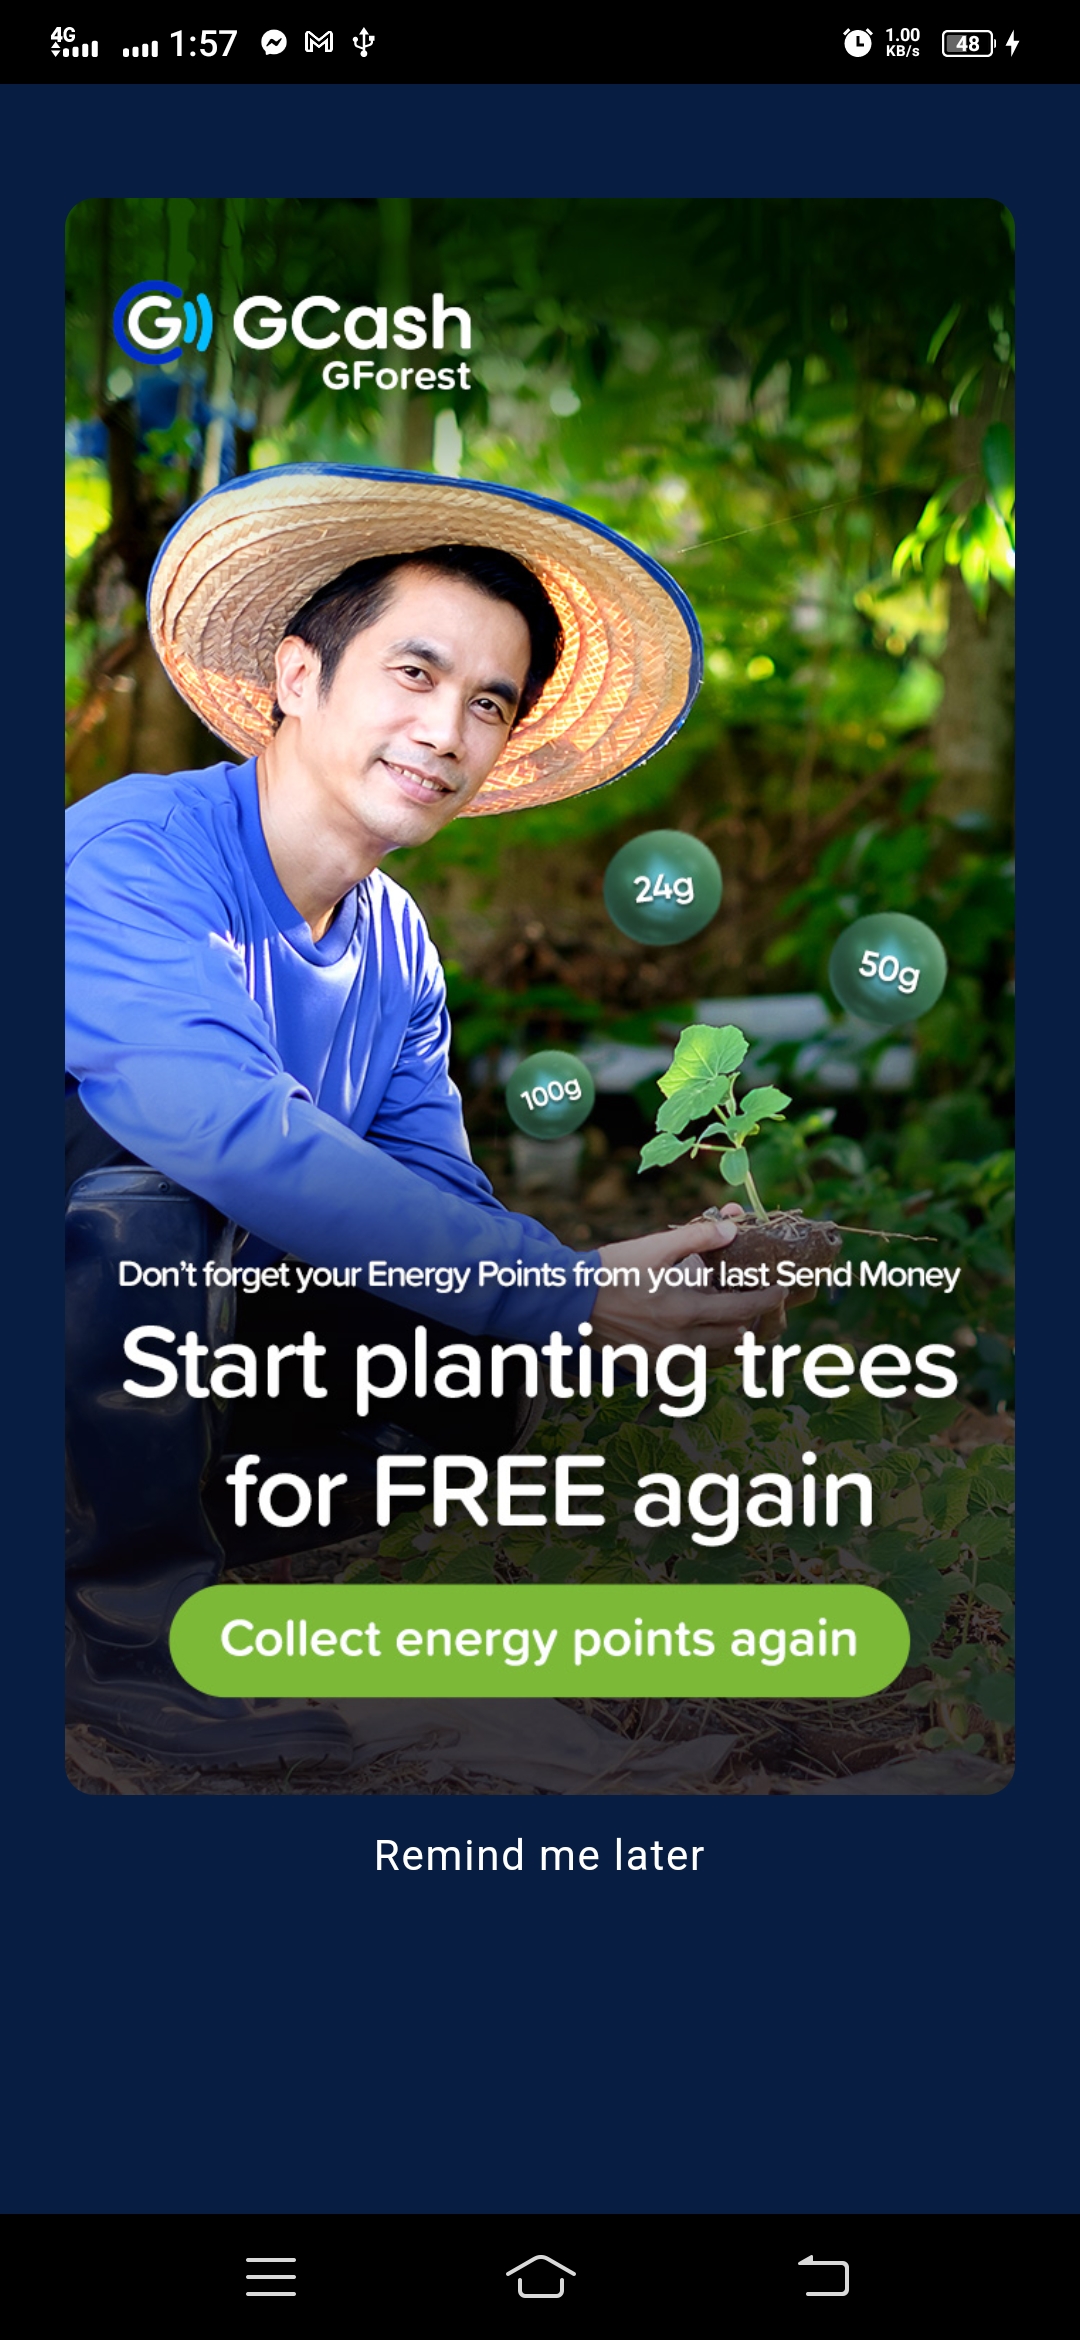 4G 1:57 1.00 KB/s 48
G GCash
GForest
24g
50g
100g
Don't forget your Energy Points from your last Send Money
Start planting trees
for FREE again
Collect energy points again
Remind me later